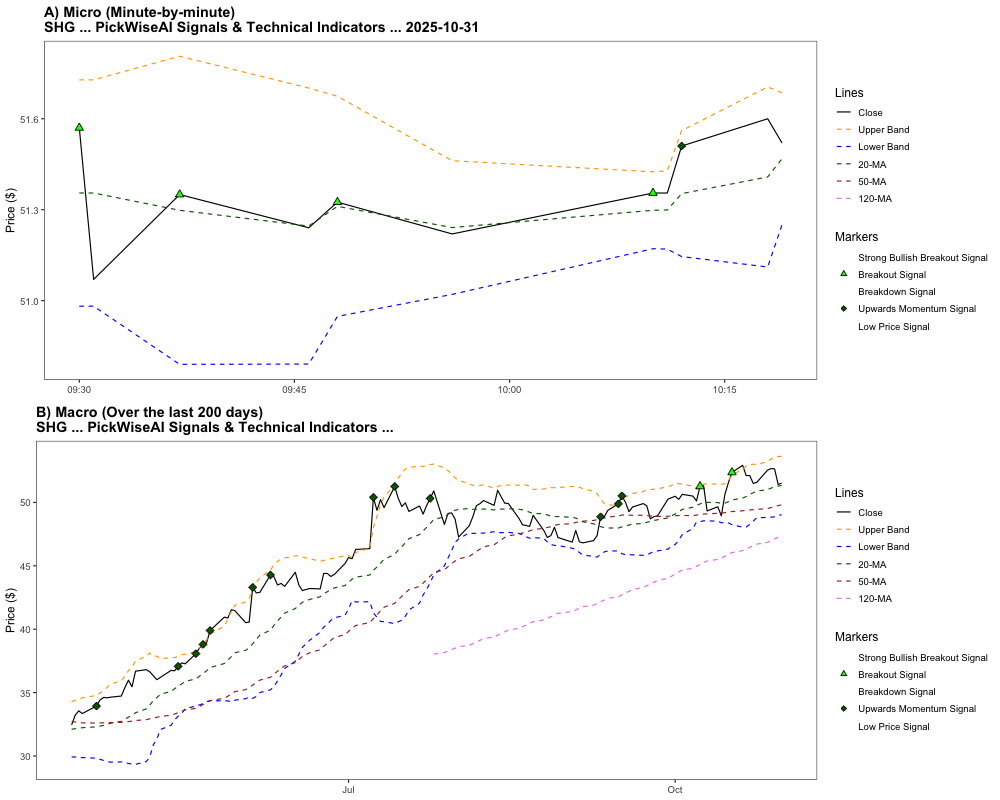 A) Micro (Minute-by-minute)
SHG ... PickWiseAI Signals & Technical Indicators ... 2025-10-31
Price ($)
51.6
51.3
51.0
09:30
09:45
10:00
10:15
Lines
Close
Upper Band
Lower Band
20-MA
50-MA
120-MA
Markers
Strong Bullish Breakout Signal
Breakout Signal
Breakdown Signal
Upwards Momentum Signal
Low Price Signal
B) Macro (Over the last 200 days)
SHG ... PickWiseAI Signals & Technical Indicators ...
Price ($)
50
45
40
35
30
Jul
Oct
Lines
Close
Upper Band
Lower Band
20-MA
50-MA
120-MA
Markers
Strong Bullish Breakout Signal
Breakout Signal
Breakdown Signal
Upwards Momentum Signal
Low Price Signal